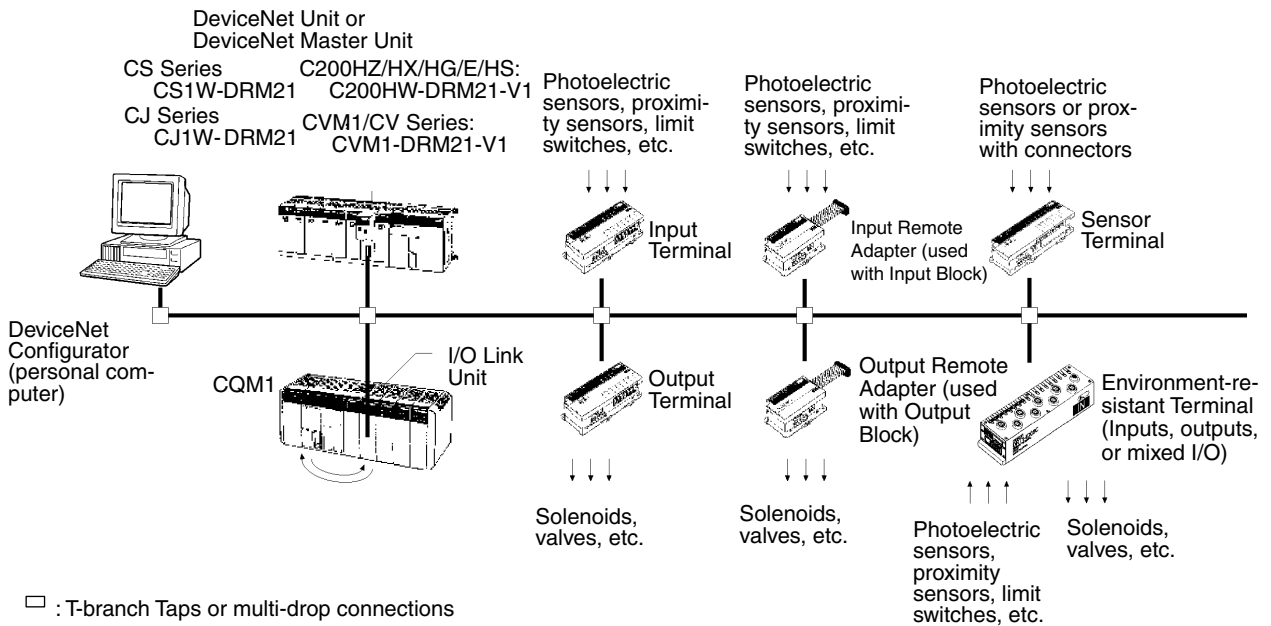 DeviceNet Unit or
DeviceNet Master Unit
CS Series
CS1W-DRM21
CJ Series
CJ1W-DRM21
C200HZ/HX/HG/E/HS:
C200HW-DRM21-V1
CVM1/CV Series:
CVM1-DRM21-V1
Photoelectric
sensors, proximi-
ty sensors, limit
switches, etc.
Photoelectric
sensors, proximi-
ty sensors, limit
switches, etc.
Photoelectric
sensors or prox-
imity sensors
with connectors
Input
Terminal
Input Remote
Adapter (used
with Input Block)
Sensor
Terminal
DeviceNet
Configurator
(personal com-
puter)
CQM1
I/O Link
Unit
Output
Terminal
Output Remote
Adapter (used
with Output
Block)
Environment-re-
sistant Terminal
(Inputs, outputs,
or mixed I/O)
Solenoids,
valves, etc.
Solenoids,
valves, etc.
Photoelectric
sensors,
proximity
sensors, limit
switches, etc.
Solenoids,
valves, etc.
: T-branch Taps or multi-drop connections